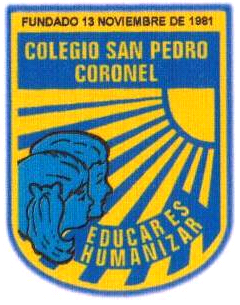 FUNDADO 13 NOVIEMBRE DE 1981
COLEGIO SAN PEDRO
CORONEL
EDUCAR ES
HUMANIZAR